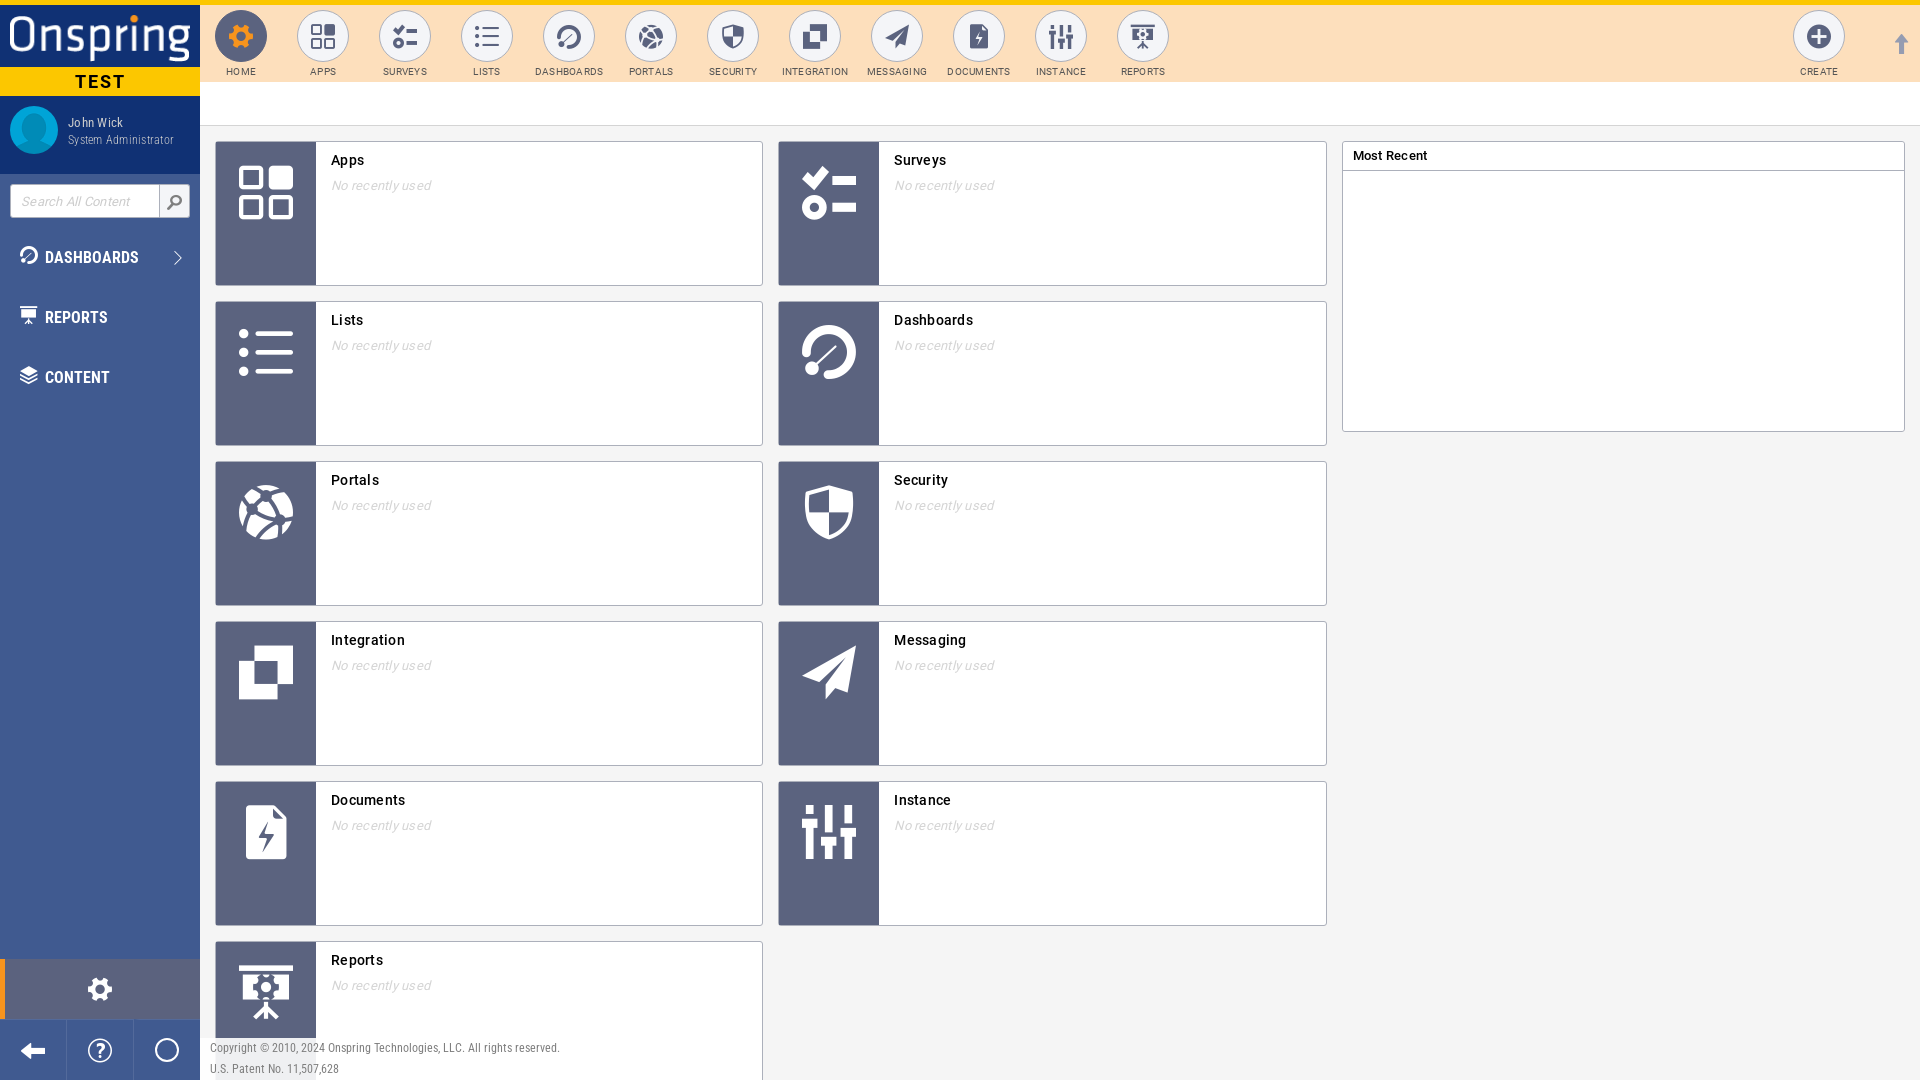 Onspring
TEST
John Wick
System Administrator
Search All Content
DASHBOARDS
REPORTS
CONTENT
HOME
APPS
SURVEYS
LISTS
DASHBOARDS
PORTALS
SECURITY
INTEGRATION
MESSAGING
DOCUMENTS
INSTANCE
REPORTS
CREATE
Apps
No recently used
Surveys
No recently used
Most Recent
Lists
No recently used
Dashboards
No recently used
Portals
No recently used
Security
No recently used
Integration
No recently used
Messaging
No recently used
Documents
No recently used
Instance
No recently used
Reports
No recently used
Copyright © 2010, 2024 Onspring Technologies, LLC. All rights reserved.
U.S. Patent No. 11,507,628